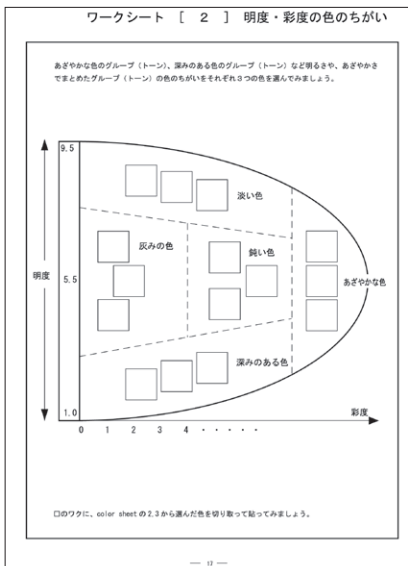 ワークシート [ 2 ] 明度・彩度の色のちがい
あざやかな色のグループ(トーン)、深みのある色のグループ(トーン)など明るさや、あざやかさ
でまとめたグループ(トーン)の色のちがいをそれぞれ3つの色を選んでみましょう。
9.5
淡い色
灰みの色
鈍い色
明度
5.5
あざやかな色
深みのある色
1.0
彩度
0 1 2 3 4 ・ ・ ・ ・ ・
□のワクに、color sheetの2,3から選んだ色を切り取って貼ってみましょう。
— 17 —